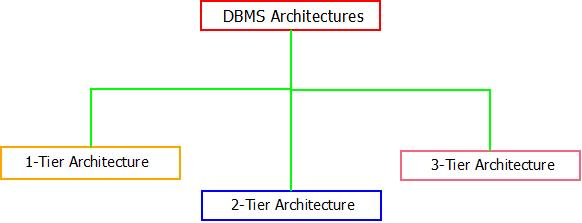 DBMS Architectures
1-Tier Architecture
2-Tier Architecture
3-Tier Architecture